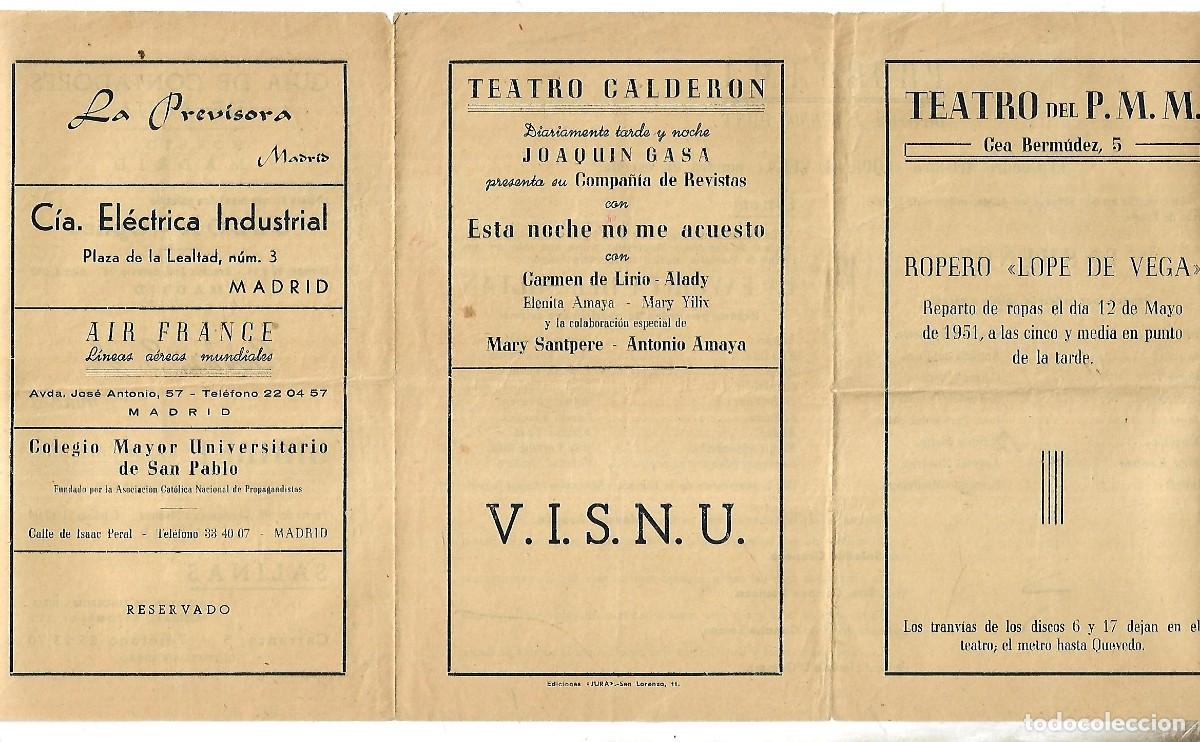 La Previsora
Madrid
Cía. Eléctrica Industrial
Plaza de la Lealtad, núm. 3
MADRID
AIR FRANCE
Líneas aéreas mundiales
Avda. José Antonio, 57 - Teléfono 22 04 57
MADRID
Colegio Mayor Universitario
de San Pablo
Fundado por la Asociación Católica Nacional de Propagandistas
Calle de Isaac Peral - Teléfono 33 40 07 - MADRID
RESERVADO
TEATRO CALDERON
Diariamente tarde y noche
JOAQUIN GASA
presenta su Compañía de Revistas
con
Esta noche no me acuesto
con
Carmen de Lirio - Alady
Elenita Amaya - Mary Yilix
y la colaboración especial de
Mary Santpere - Antonio Amaya
V. I. S. N. U.
Ediciones «JURA».-San Lorenzo, 11.
TEATRO DEL P. M. M.
Cea Bermúdez, 5
ROPERO «LOPE DE VEGA»
Reparto de ropas el día 12 de Mayo
de 1951, a las cinco y media en punto
de la tarde.
Los tranvías de los discos 6 y 17 dejan en el
teatro; el metro hasta Quevedo.
todocoleccion